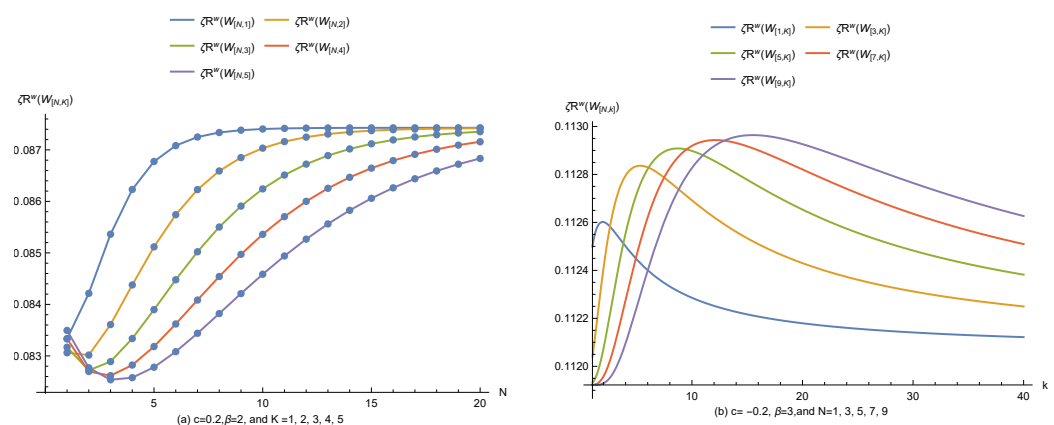 ζR^w(W_[N,1]) ζR^w(W_[N,2])
ζR^w(W_[N,3]) ζR^w(W_[N,4])
ζR^w(W_[N,5])
ζR^w(W_[N,K])
0.087
0.086
0.085
0.084
0.083
5 10 15 20
N
(a) c=0.2,β=2, and K =1, 2, 3, 4, 5
ζR^w(W_[1,K]) ζR^w(W_[3,K])
ζR^w(W_[5,K]) ζR^w(W_[7,K])
ζR^w(W_[9,K])
ζR^w(W_[N,k])
0.1130
0.1128
0.1126
0.1124
0.1122
0.1120
10 20 30 40
k
(b) c= −0.2, β=3,and N=1, 3, 5, 7, 9